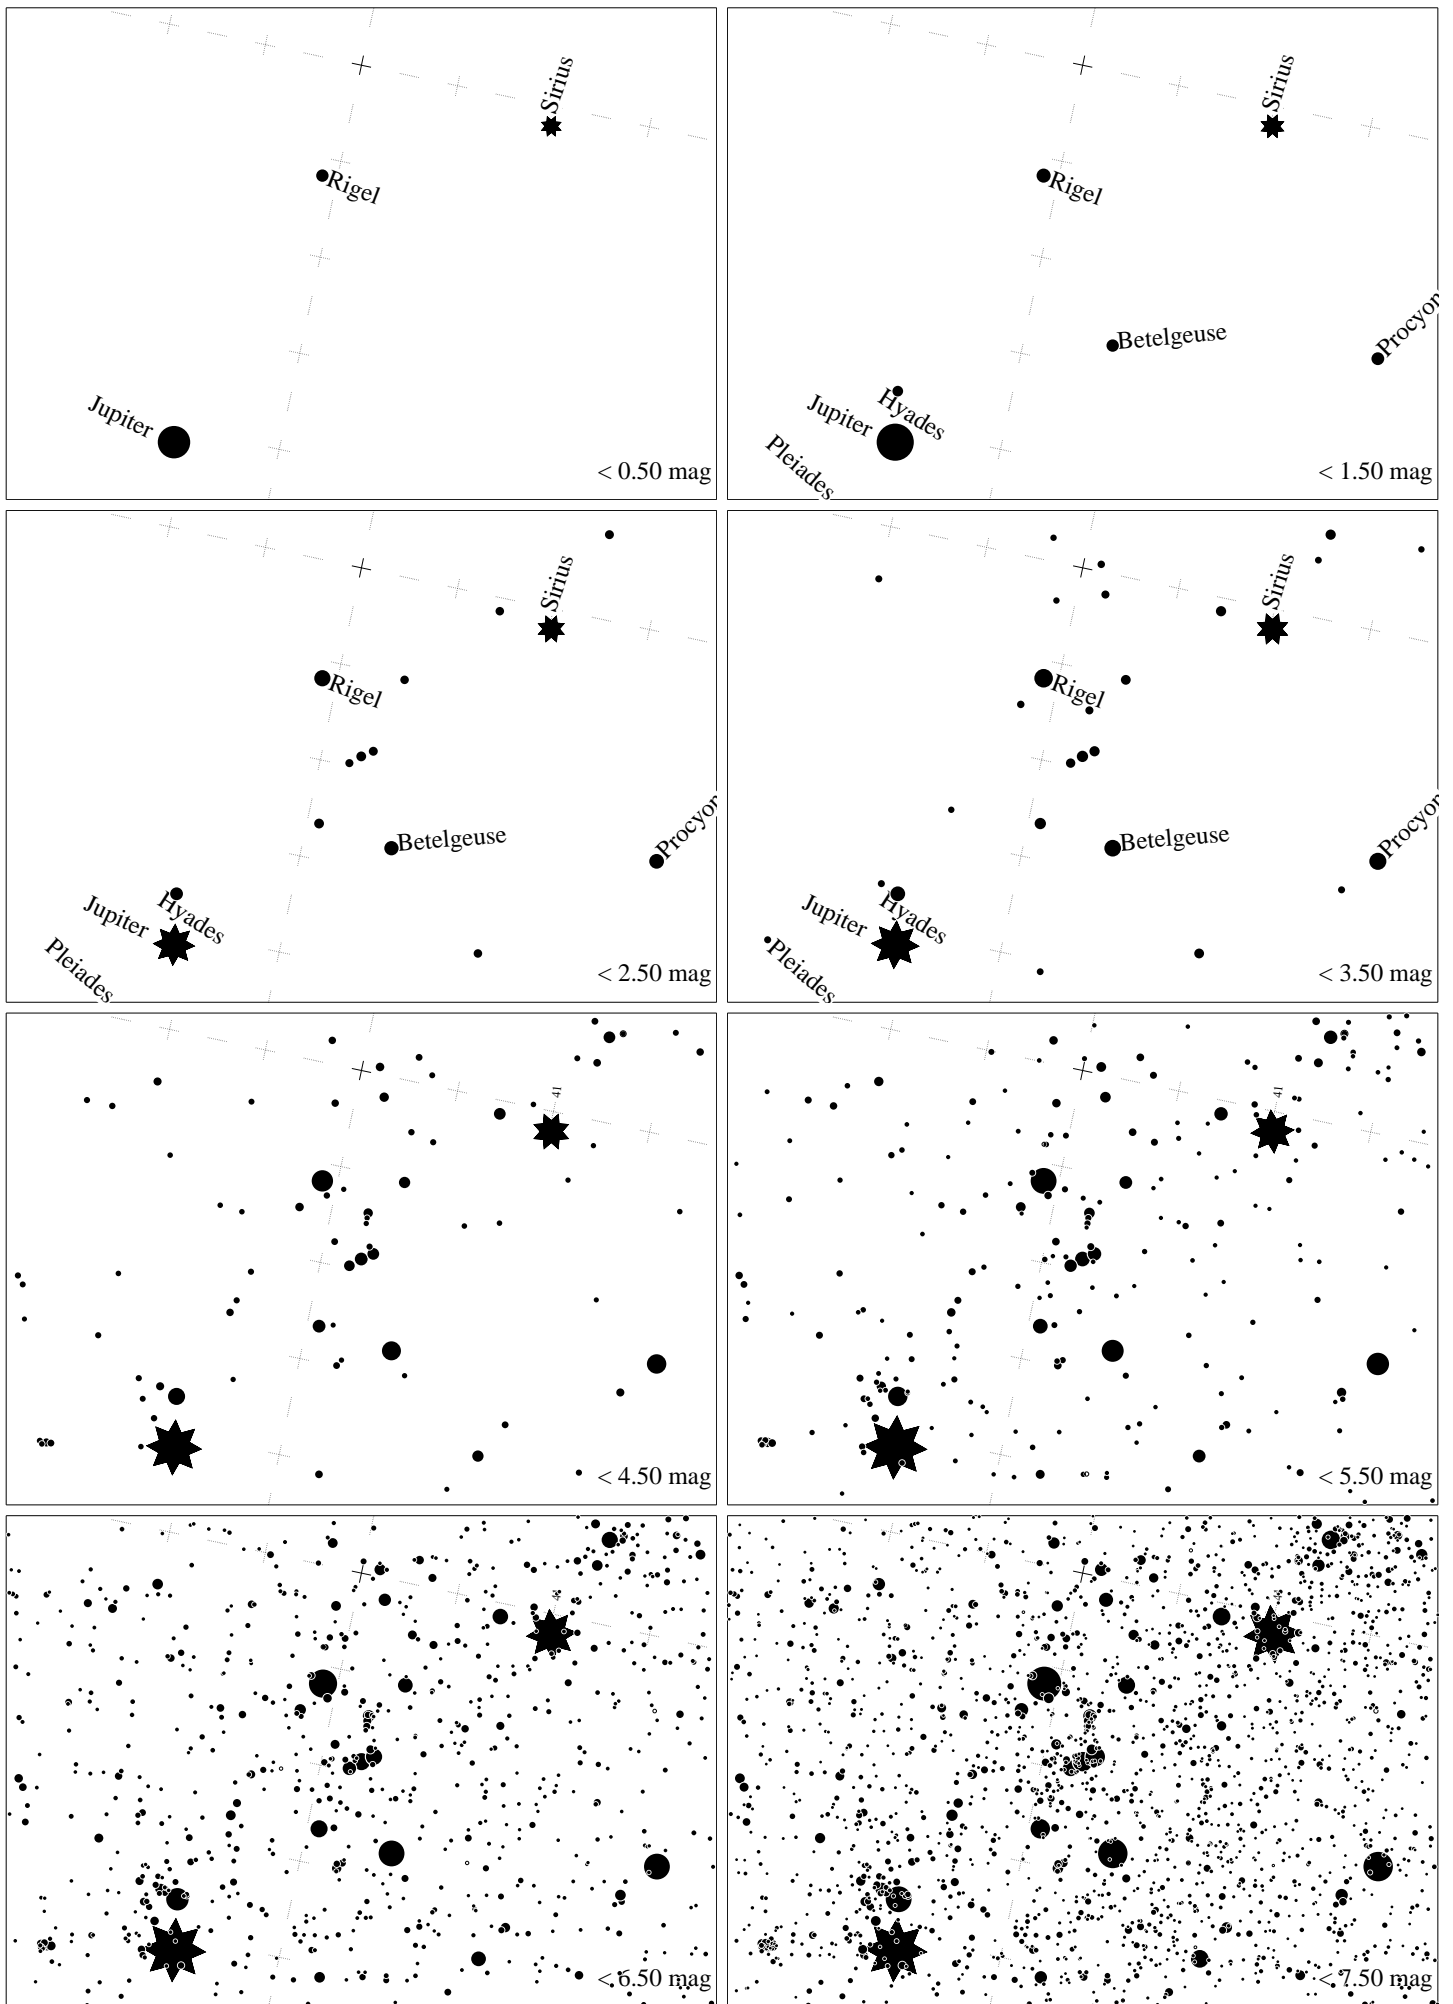 Sirius
Rigel
Jupiter
< 0.50 mag
Sirius
Rigel
Betelgeuse
Procyon
Hyades
Jupiter
Pleiades
< 1.50 mag
Sirius
Rigel
Betelgeuse
Procyon
Hyades
Jupiter
Pleiades
< 2.50 mag
Sirius
Rigel
Betelgeuse
Procyon
Hyades
Jupiter
Pleiades
< 3.50 mag
41
< 4.50 mag
41
< 5.50 mag
< 6.50 mag
< 7.50 mag